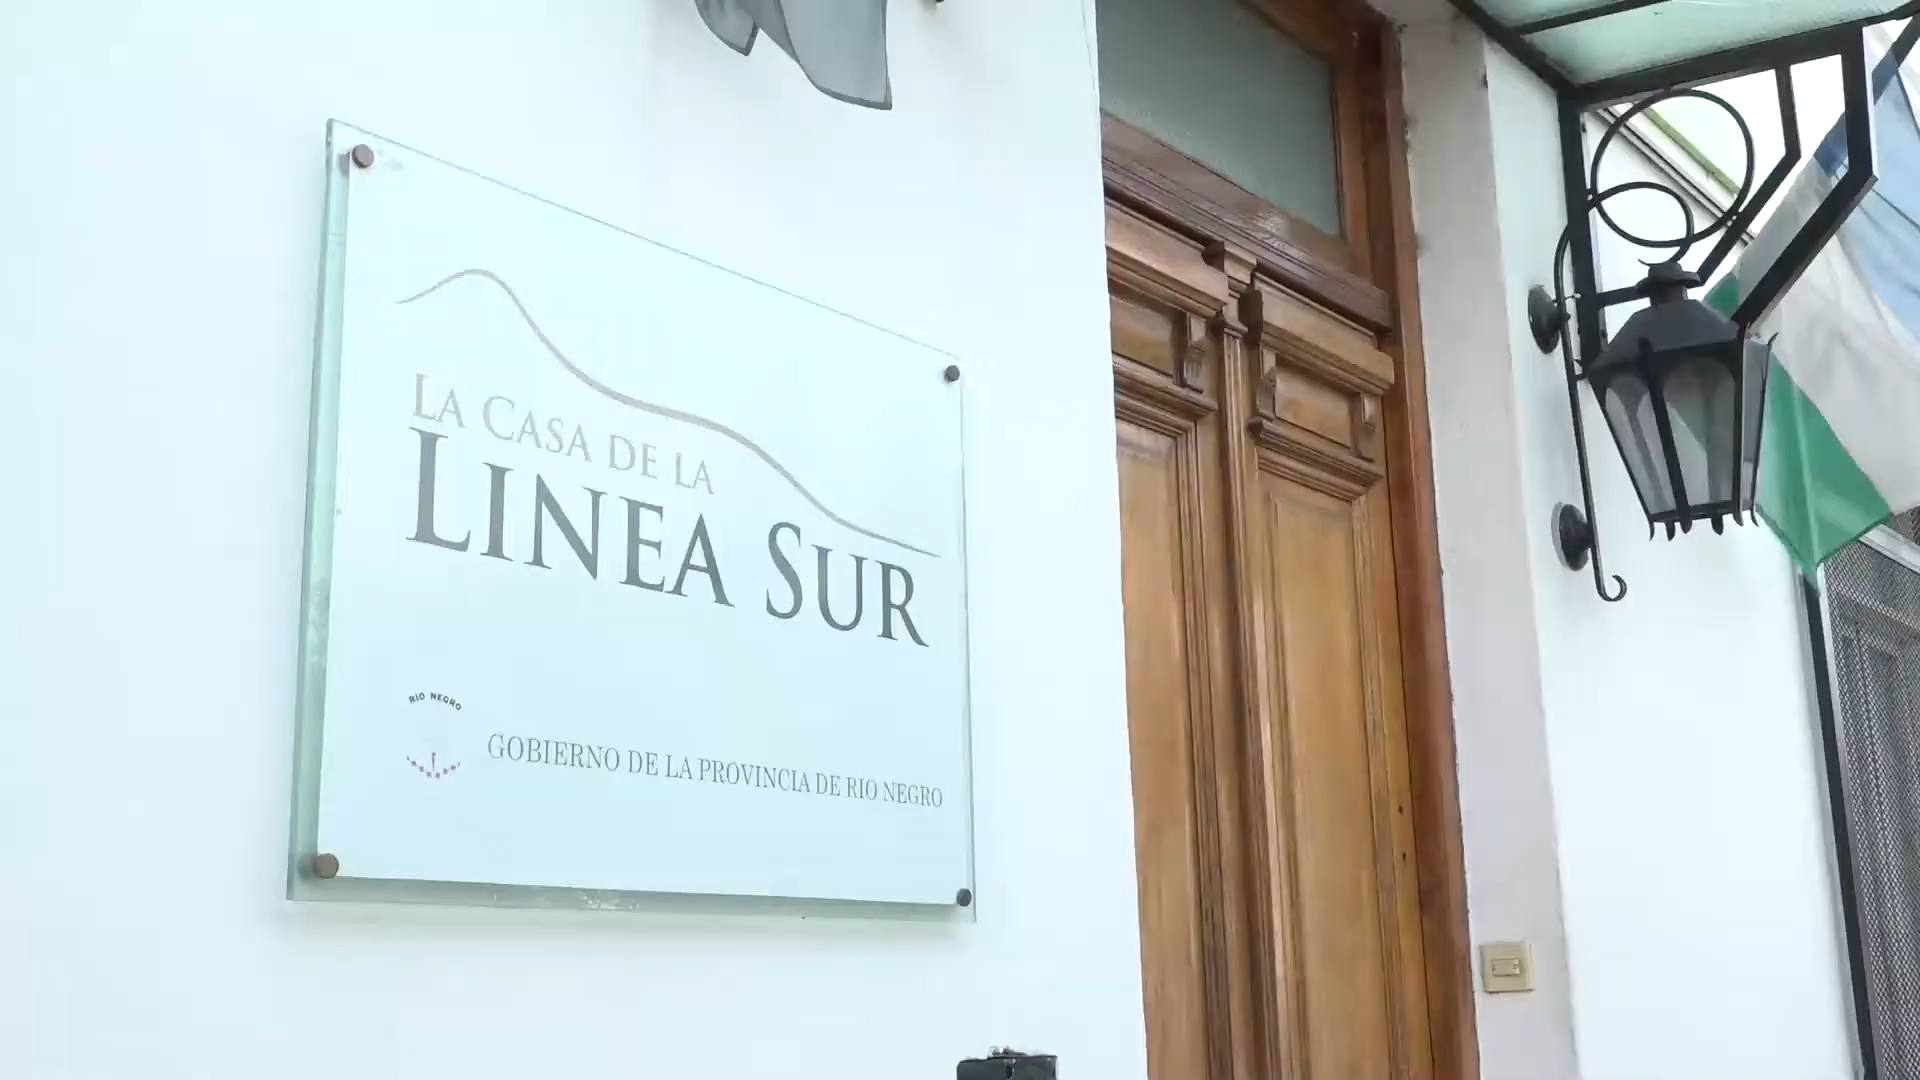 LA CASA DE LA
LINEA SUR
RIO NEGRO
GOBIERNO DE LA PROVINCIA DE RIO NEGRO